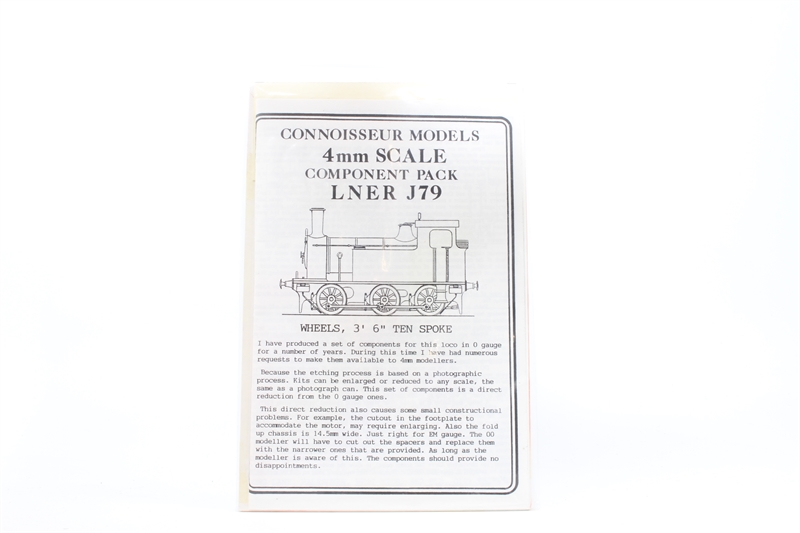 CONNOISSEUR MODELS
4mm SCALE
COMPONENT PACK
LNER J79
WHEELS, 3' 6" TEN SPOKE
I have produced a set of components for this loco in O gauge
for a number of years. During this time I have had numerous
requests to make them available to 4mm modellers.
Because the etching process is based on a photographic
process. Kits can be enlarged or reduced to any scale, the
same as a photograph can. This set of components is a direct
reduction from the O gauge ones.
This direct reduction also causes some small constructional
problems. For example, the cutout in the footplate to
accommodate the motor, may require enlarging. Also the fold
up chassis is 14.5mm wide. Just right for EM gauge. The OO
modeller will have to cut out the spacers and replace them
with the narrower ones that are provided. As long as the
modeller is aware of this. The components should provide no
disappointments.